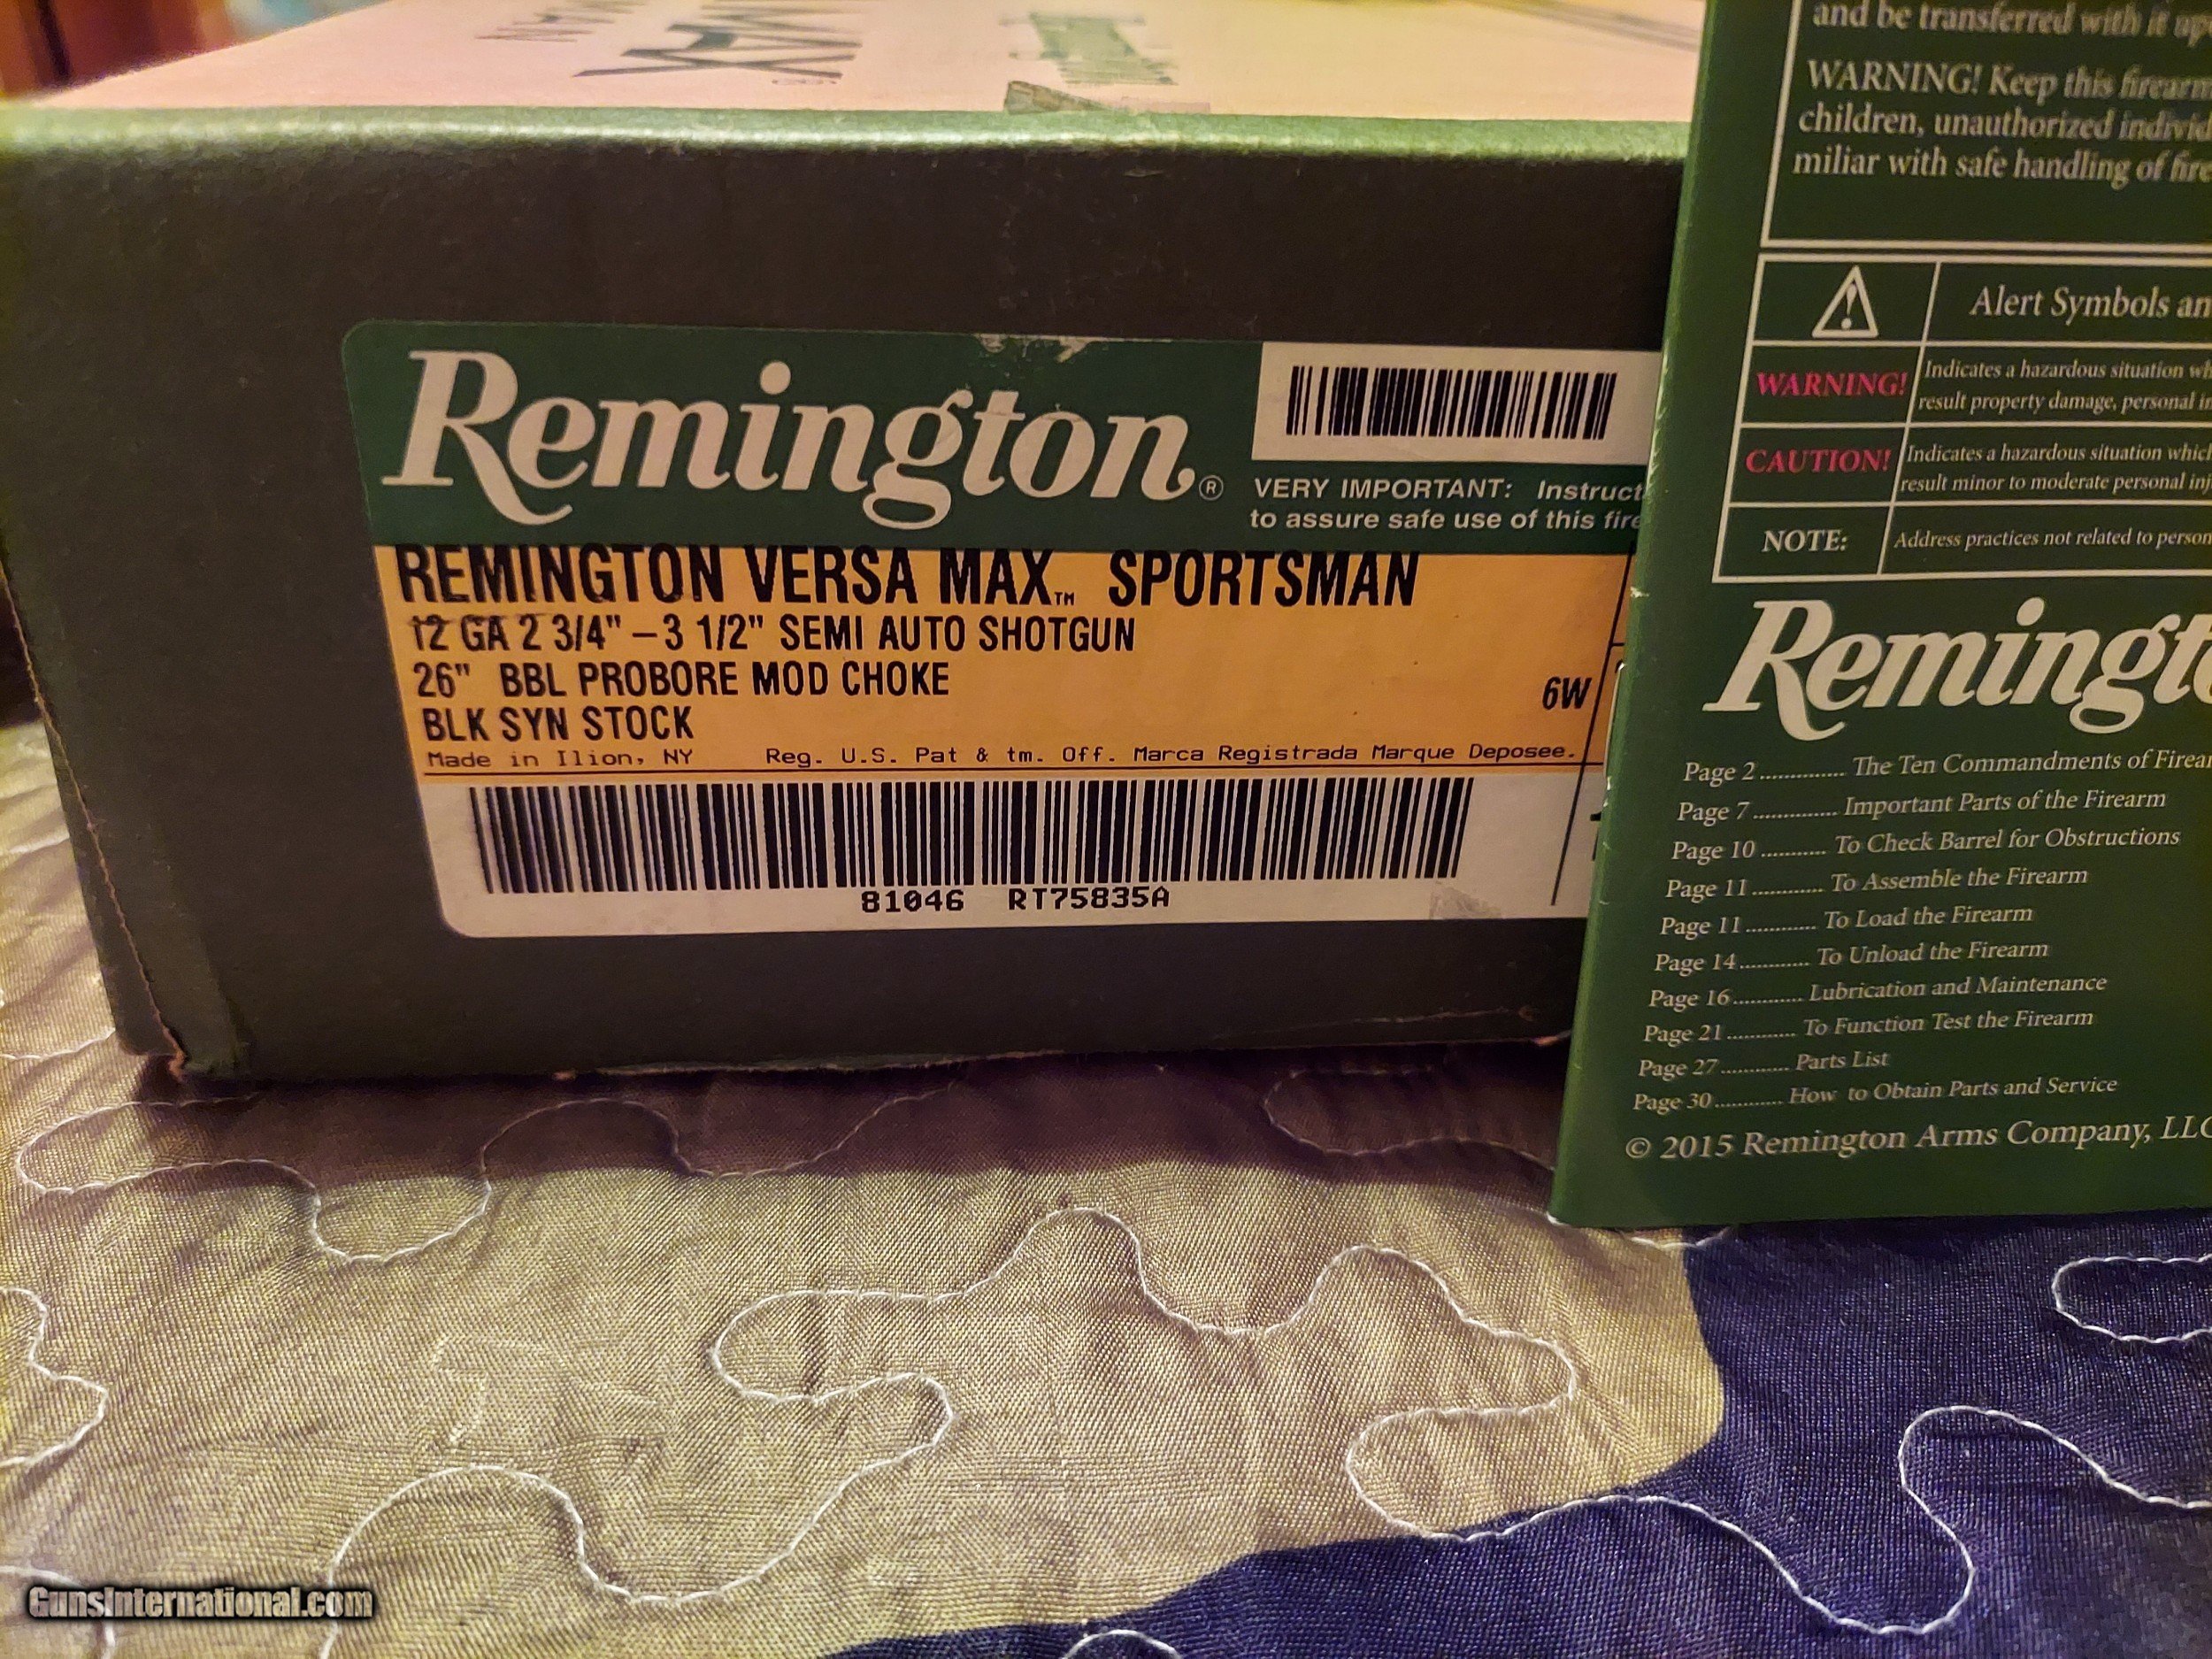 MAX
Remington®
VERY IMPORTANT: Instruct
to assure safe use of this fire
REMINGTON VERSA MAX™ SPORTSMAN
12 GA 2 3/4" – 3 1/2" SEMI AUTO SHOTGUN
26" BBL PROBORE MOD CHOKE
6W
BLK SYN STOCK
Made in Ilion, NY Reg. U.S. Pat & tm. Off. Marca Registrada Marque Deposee.
81046 RT75835A
and be transferred with it up
WARNING! Keep this firearm
children, unauthorized individ
miliar with safe handling of fire
Alert Symbols an
WARNING! Indicates a hazardous situation wh
result property damage, personal in
CAUTION! Indicates a hazardous situation which
result minor to moderate personal inj
NOTE: Address practices not related to person
Remingt
Page 2 .............. The Ten Commandments of Firear
Page 7 .............. Important Parts of the Firearm
Page 10 ........... To Check Barrel for Obstructions
Page 11 ............ To Assemble the Firearm
Page 11 ............ To Load the Firearm
Page 14 ............ To Unload the Firearm
Page 16 ............ Lubrication and Maintenance
Page 21 ............ To Function Test the Firearm
Page 27 ............ Parts List
Page 30 ............ How to Obtain Parts and Service
© 2015 Remington Arms Company, LLC
GunsInternational.com